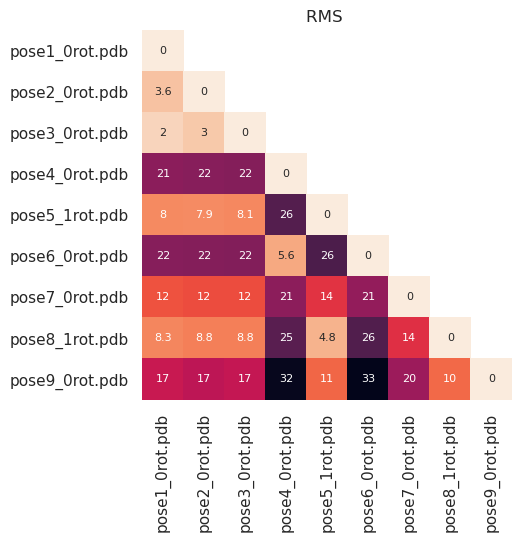 RMS
pose1_0rot.pdb 0
pose2_0rot.pdb 3.6 0
pose3_0rot.pdb 2 3 0
pose4_0rot.pdb 21 22 22 0
pose5_1rot.pdb 8 7.9 8.1 26 0
pose6_0rot.pdb 22 22 22 5.6 26 0
pose7_0rot.pdb 12 12 12 21 14 21 0
pose8_1rot.pdb 8.3 8.8 8.8 25 4.8 26 14 0
pose9_0rot.pdb 17 17 17 32 11 33 20 10 0
pose1_0rot.pdb
pose2_0rot.pdb
pose3_0rot.pdb
pose4_0rot.pdb
pose5_1rot.pdb
pose6_0rot.pdb
pose7_0rot.pdb
pose8_1rot.pdb
pose9_0rot.pdb